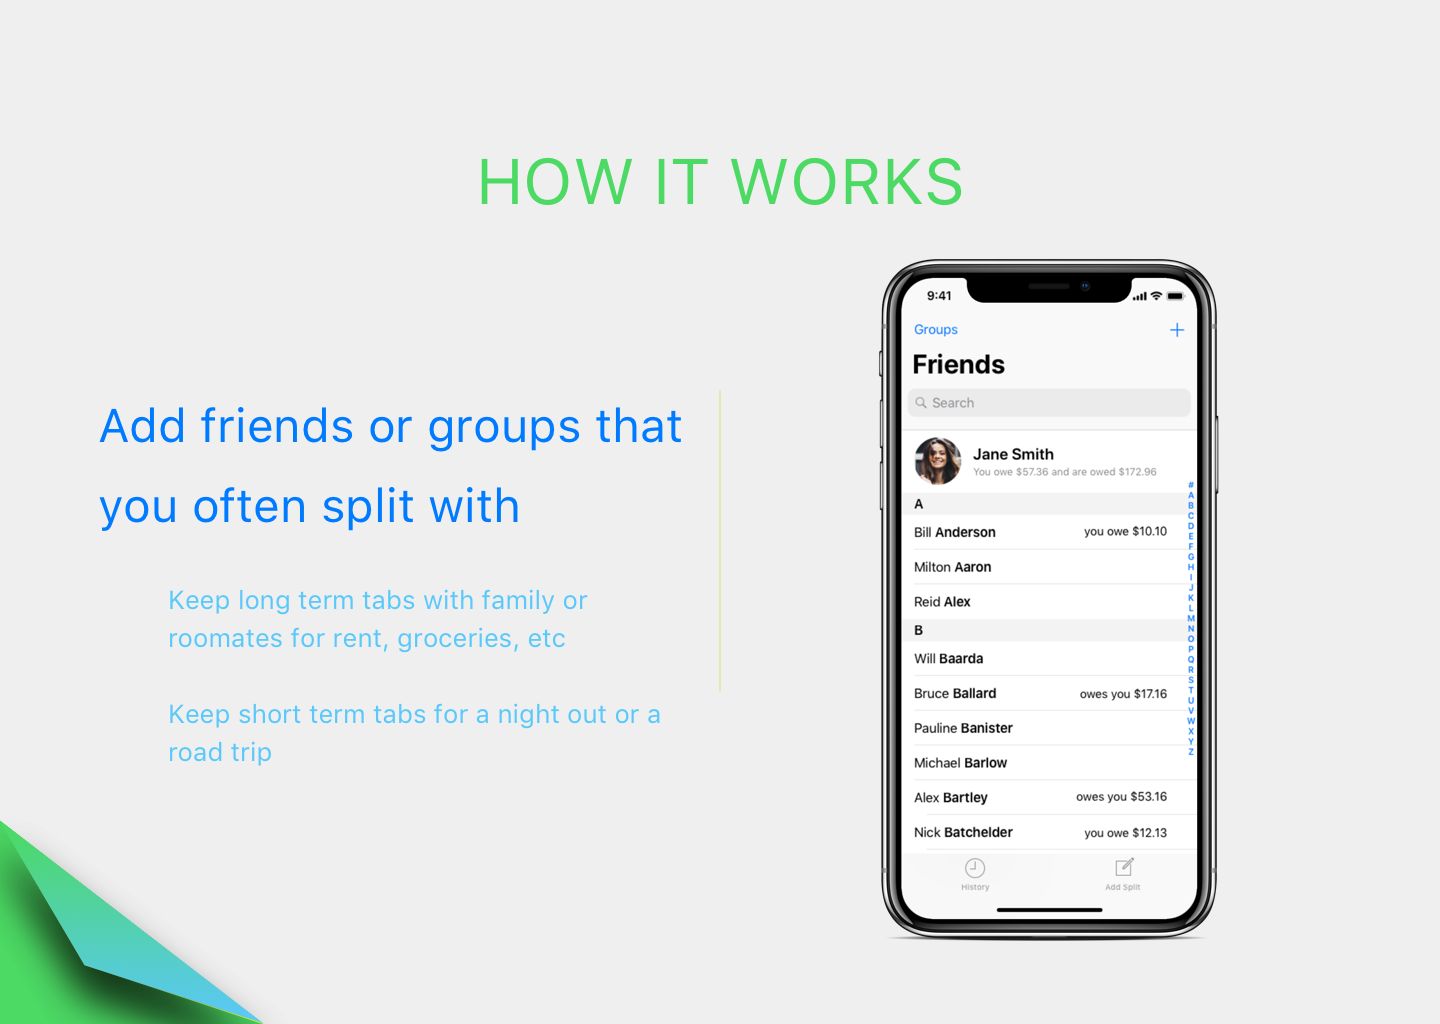 HOW IT WORKS
Add friends or groups that
you often split with
Keep long term tabs with family or
roomates for rent, groceries, etc
Keep short term tabs for a night out or a
road trip
9:41
Groups
Friends
Search
Jane Smith
You owe $57.36 and are owed $172.96
A
Bill Anderson you owe $10.10
Milton Aaron
Reid Alex
B
Will Baarda
Bruce Ballard owes you $17.16
Pauline Banister
Michael Barlow
Alex Bartley owes you $53.16
Nick Batchelder you owe $12.13
#
A
B
C
D
E
F
G
H
I
J
K
L
M
N
O
P
Q
R
S
T
U
V
W
X
Y
Z
History
Add Split